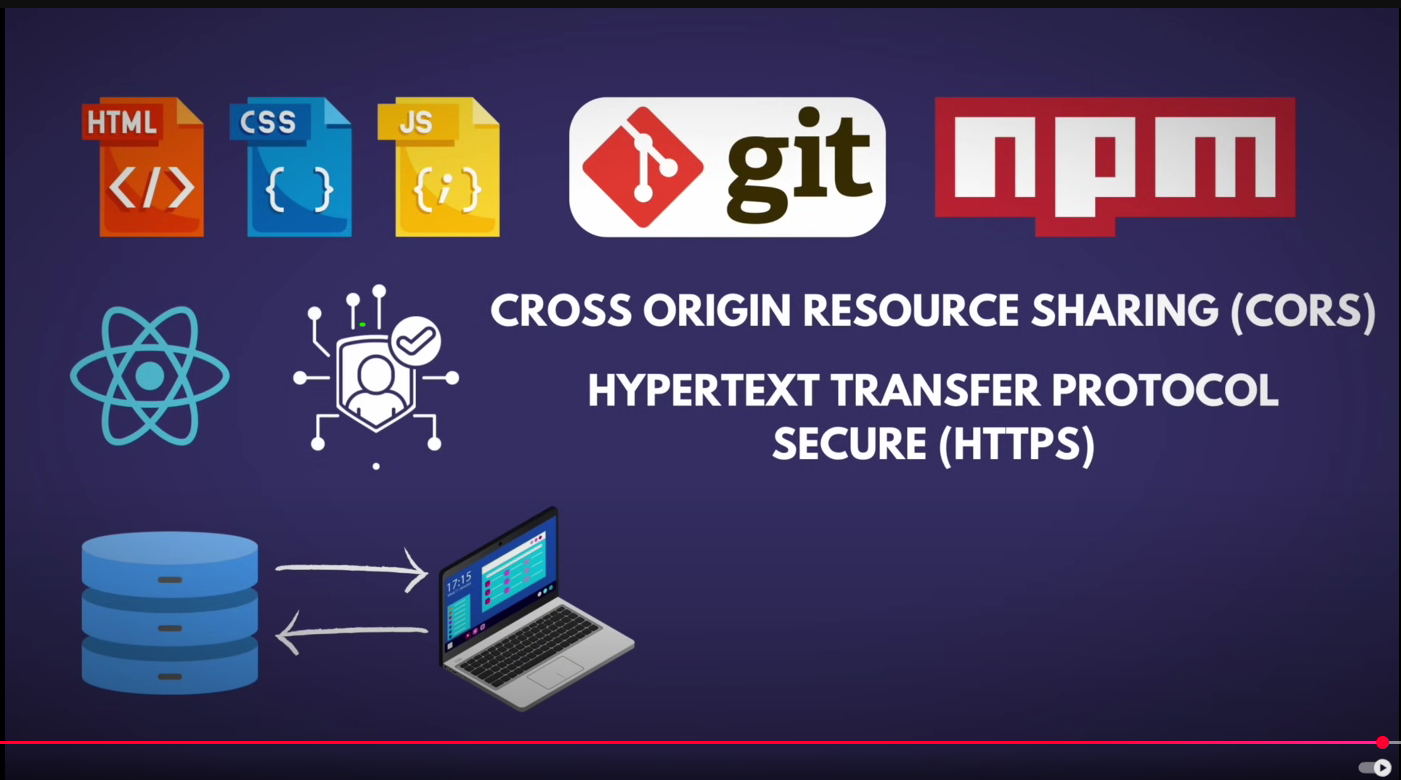 HTML
</>
CSS
{ }
JS
{;}
git
npm
CROSS ORIGIN RESOURCE SHARING (CORS)
HYPERTEXT TRANSFER PROTOCOL
SECURE (HTTPS)
17:15